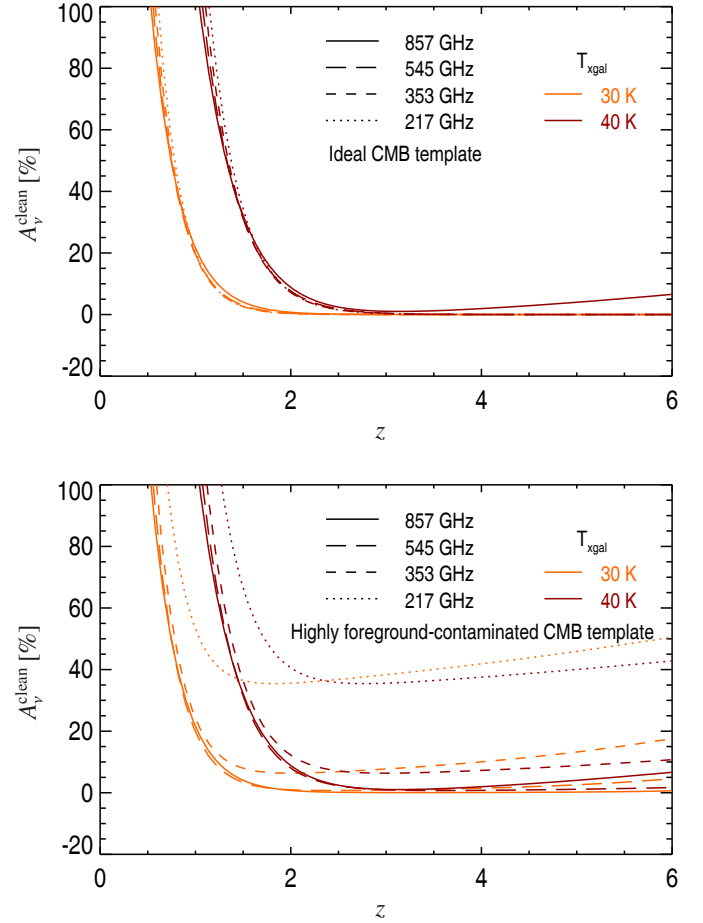 100
80
60
40
20
0
-20
A_ν^clean [%]
857 GHz
545 GHz
353 GHz
217 GHz
Ideal CMB template
T_xgal
30 K
40 K
0 2 4 6
z
100
80
60
40
20
0
-20
A_ν^clean [%]
857 GHz
545 GHz
353 GHz
217 GHz
Highly foreground-contaminated CMB template
T_xgal
30 K
40 K
0 2 4 6
z